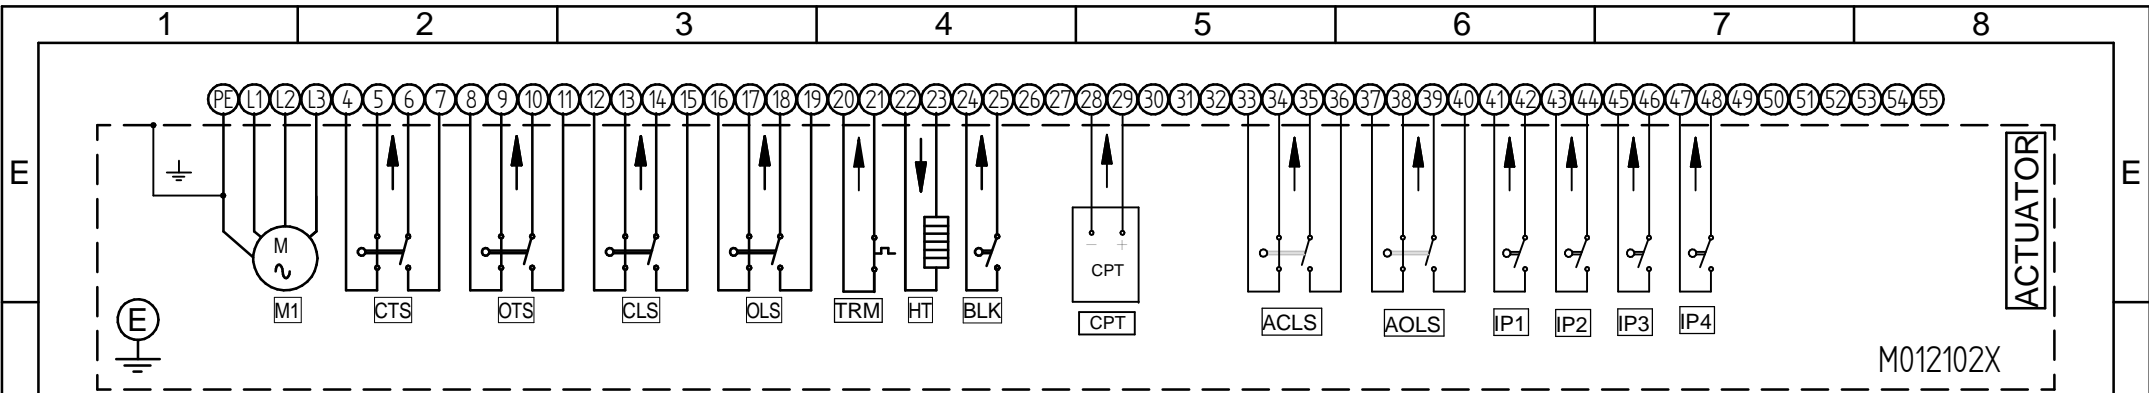 1 2 3 4 5 6 7 8
PE L1 L2 L3 4 5 6 7 8 9 10 11 12 13 14 15 16 17 18 19 20 21 22 23 24 25 26 27 28 29 30 31 32 33 34 35 36 37 38 39 40 41 42 43 44 45 46 47 48 49 50 51 52 53 54 55
E E
ACTUATOR
M
- +
CPT
M1 CTS OTS CLS OLS TRM HT BLK CPT ACLS AOLS IP1 IP2 IP3 IP4
E
M012102X